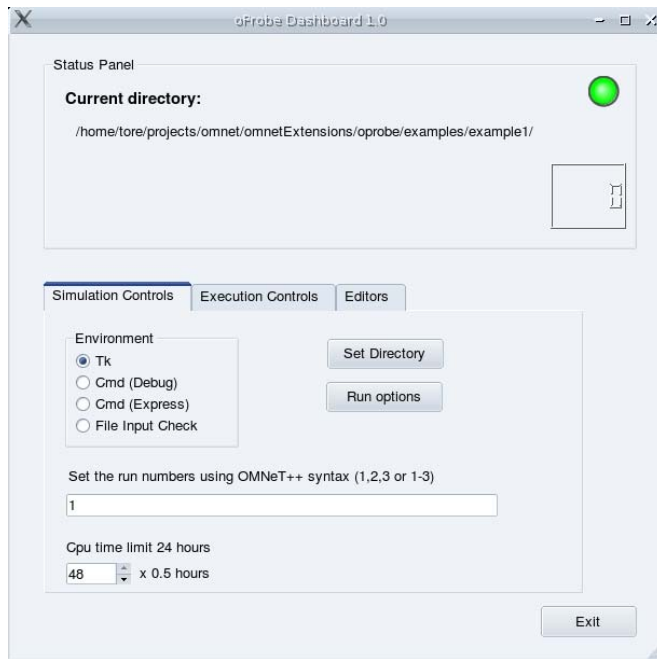 oProbe Dashboard 1.0
Status Panel
Current directory:
/home/tore/projects/omnet/omnetExtensions/oprobe/examples/example1/
0
Simulation Controls
Execution Controls
Editors
Environment
Tk
Cmd (Debug)
Cmd (Express)
File Input Check
Set Directory
Run options
Set the run numbers using OMNeT++ syntax (1,2,3 or 1-3)
1
Cpu time limit 24 hours
48 x 0.5 hours
Exit